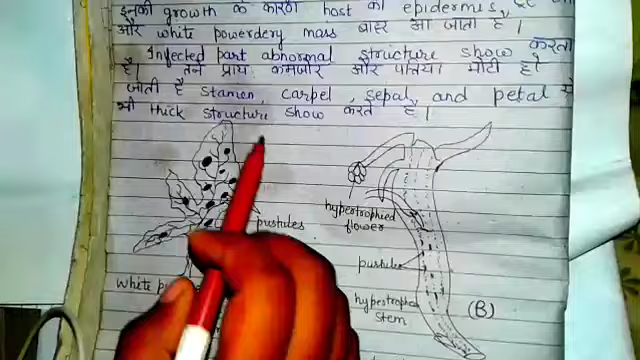 इनकी growth के कारण host की epidermis
और white powderdery mass बाहर आ जाता है।
Infected part abnormal structure show करता
है। तने प्रायः कमजोर और पत्तियां मोटी हो
जाती है stamen, carpel, sepal, and petal
भी thick structure show करते है।
hypertrophied
flower
pustules
pustule
White
hypertrophied
stem
(B)